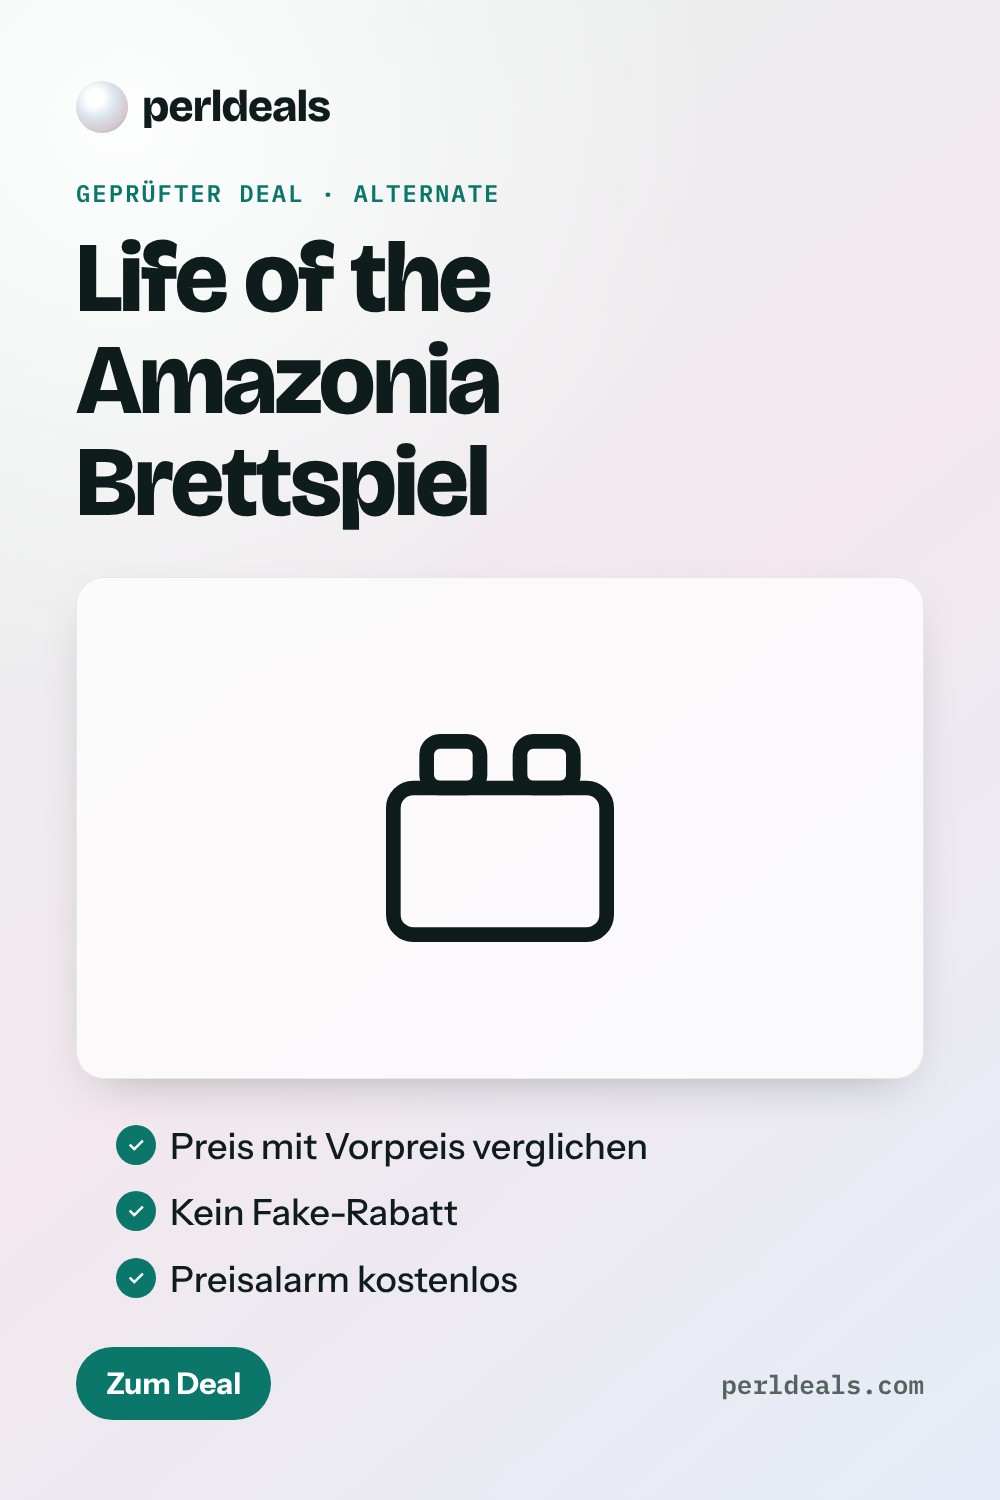 perldeals
GEPRÜFTER DEAL · ALTERNATE
Life of the
Amazonia
Brettspiel
Preis mit Vorpreis verglichen
Kein Fake-Rabatt
Preisalarm kostenlos
Zum Deal
perldeals.com